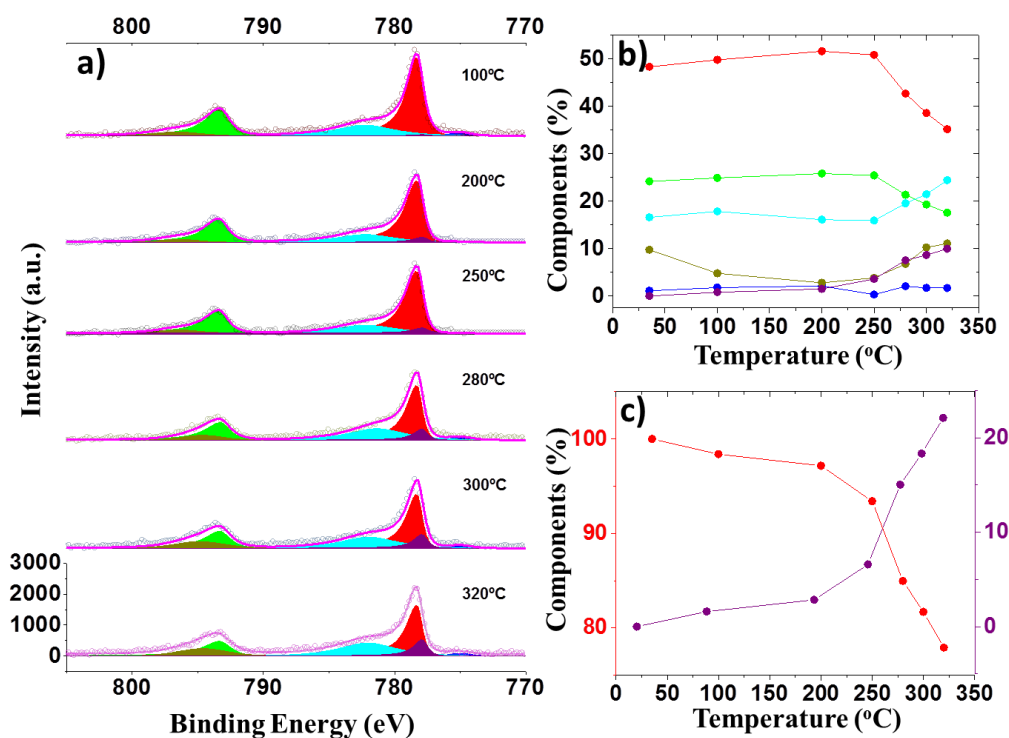 800 790 780 770
a)
100ºC
200ºC
250ºC
280ºC
300ºC
320ºC
3000
2000
1000
0
800 790 780 770
Binding Energy (eV)
Intensity (a.u.)
b)
50
40
30
20
10
0
0 50 100 150 200 250 300 350
Temperature (ºC)
Components (%)
c)
100
90
80
20
10
0
0 50 100 150 200 250 300 350
Temperature (ºC)
Components (%)